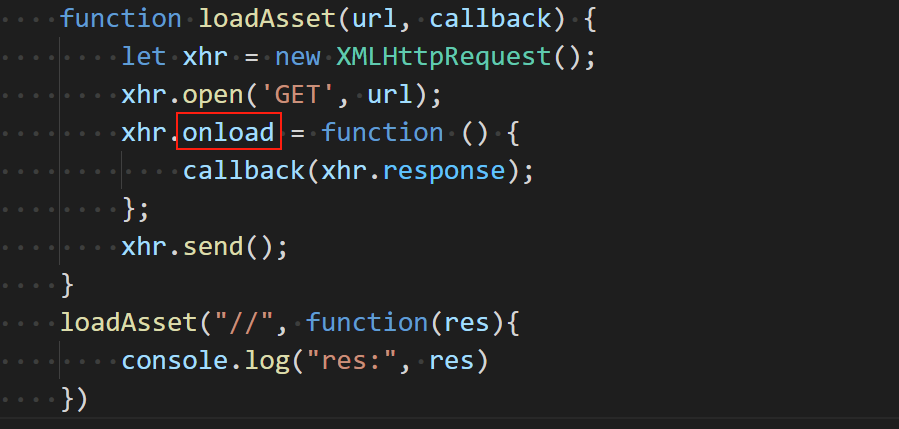 function loadAsset(url, callback) {
let xhr = new XMLHttpRequest();
xhr.open('GET', url);
xhr.onload = function () {
callback(xhr.response);
};
xhr.send();
}
loadAsset("//", function(res){
console.log("res:", res)
})